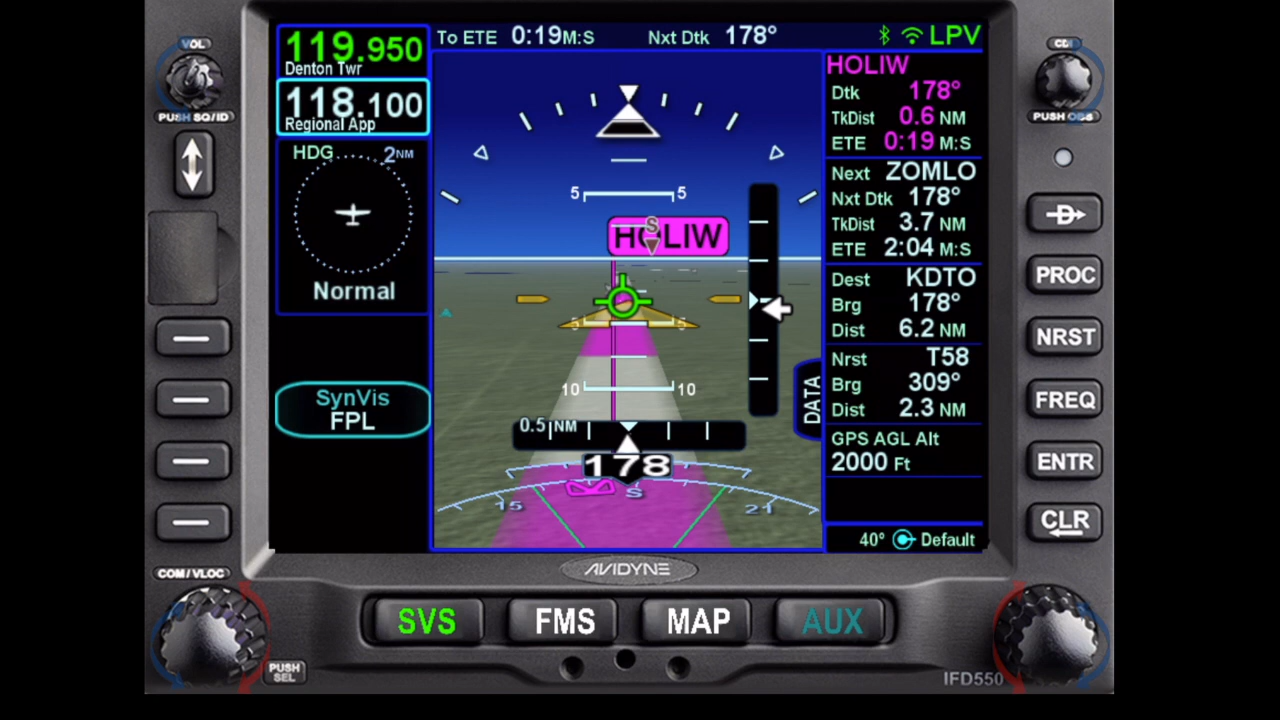 VOL
PUSH SQ/ID
119.950
Denton Twr
118.100
Regional App
HDG
2NM
Normal
SynVis
FPL
To ETE 0:19M:S Nxt Dtk 178° LPV
5 5
S
HOLIW
5 5
10 10
0.5 NM
178
15 S 21
DATA
HOLIW
Dtk 178°
TkDist 0.6 NM
ETE 0:19 M:S
Next ZOMLO
Nxt Dtk 178°
TkDist 3.7 NM
ETE 2:04 M:S
Dest KDTO
Brg 178°
Dist 6.2 NM
Nrst T58
Brg 309°
Dist 2.3 NM
GPS AGL Alt
2000 Ft
40° Default
CDI
PUSH OBS
D
PROC
NRST
FREQ
ENTR
CLR
AVIDYNE
COM/VLOC
PUSH
SEL
SVS FMS MAP AUX
IFD550